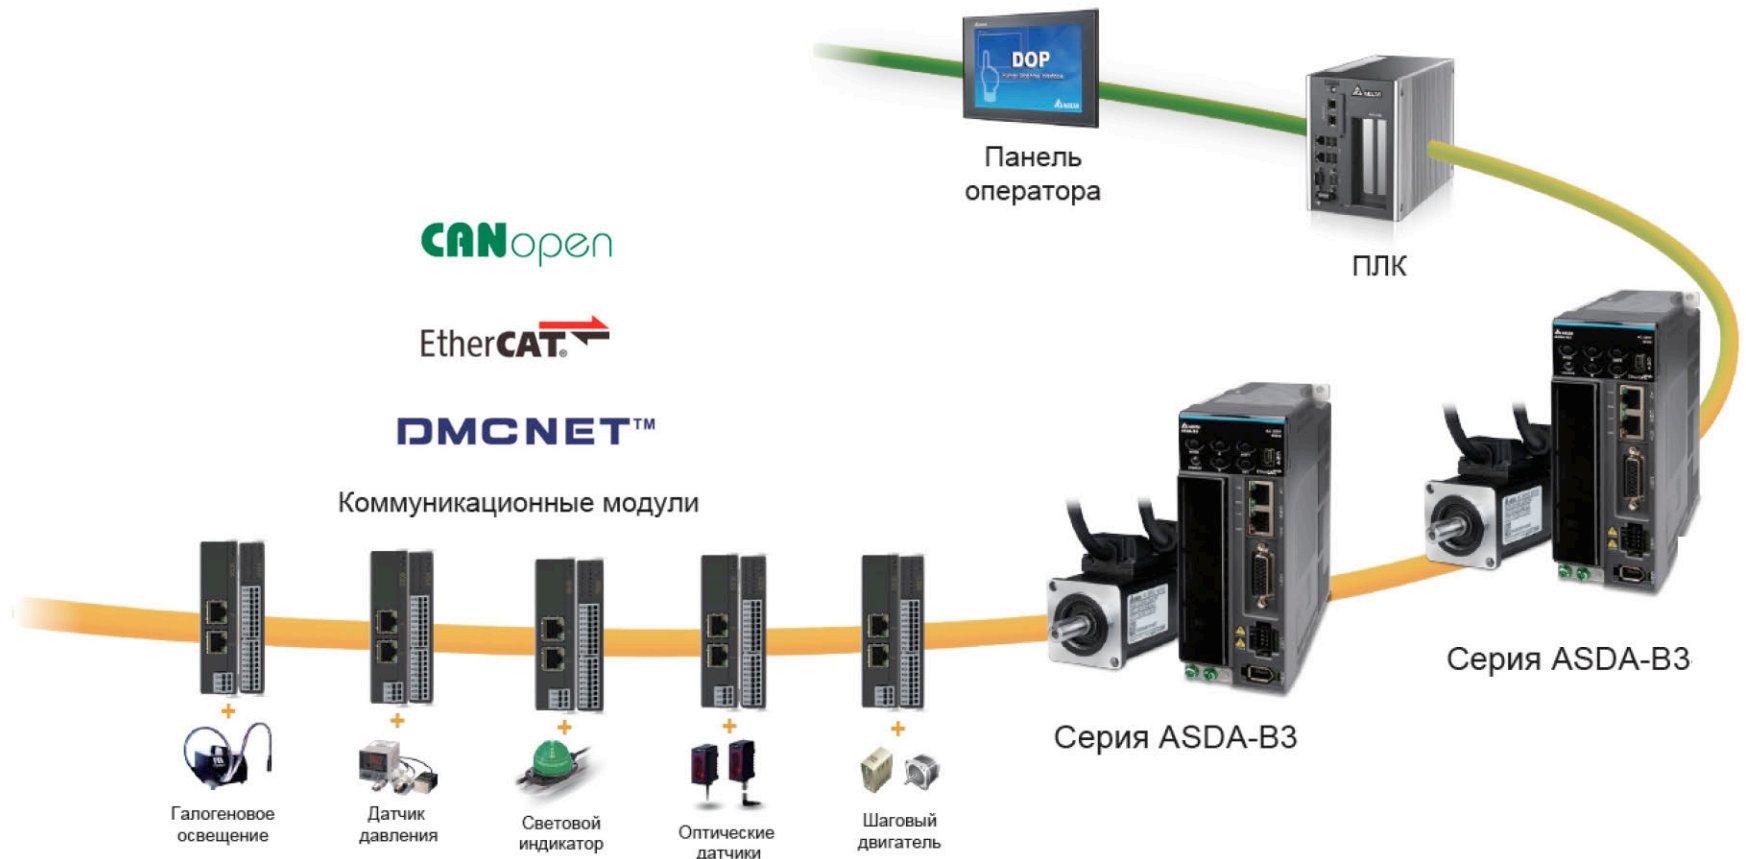 DOP
DELTA
Панель
оператора
ПЛК
CANopen
EtherCAT®
DMCNET™
Коммуникационные модули
Серия ASDA-B3
Серия ASDA-B3
Галогеновое
освещение
Датчик
давления
Световой
индикатор
Оптические
датчики
Шаговый
двигатель